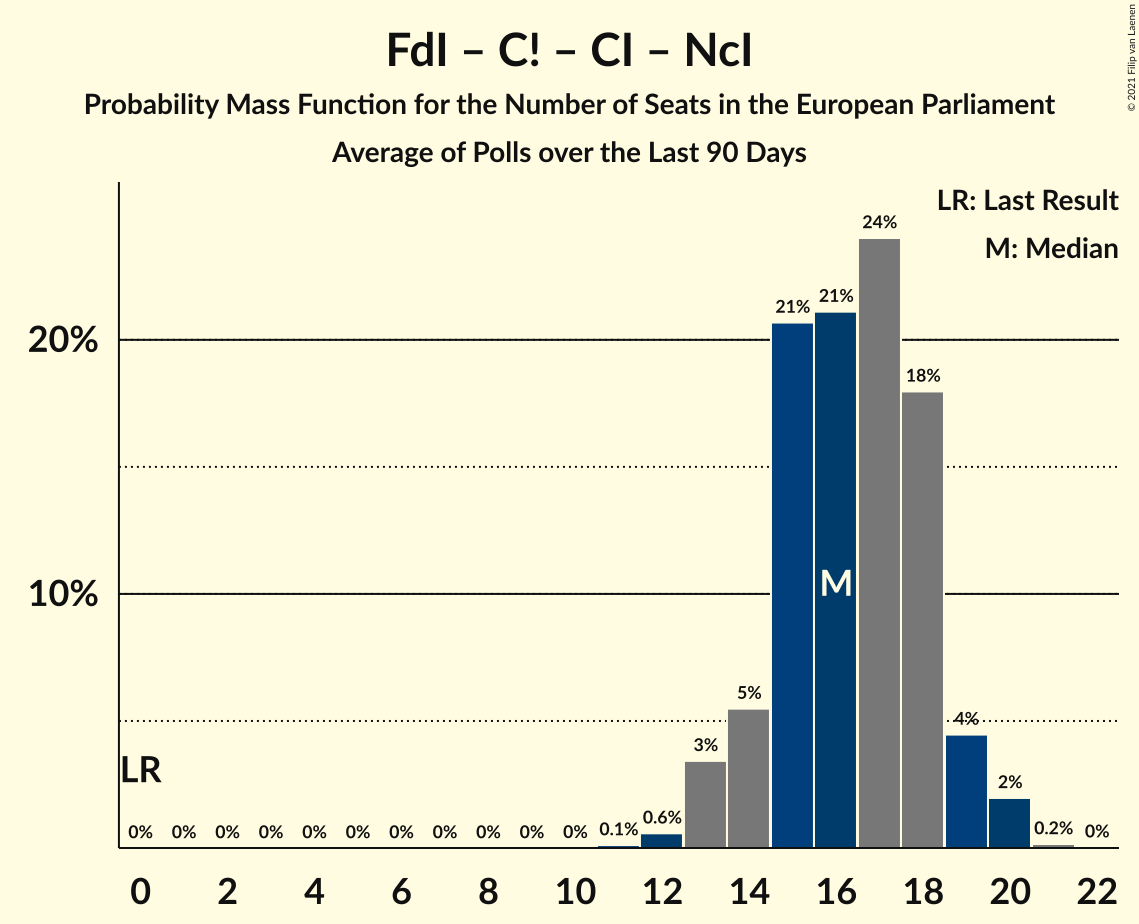 FdI – C! – CI – NcI
Probability Mass Function for the Number of Seats in the European Parliament
Average of Polls over the Last 90 Days
© 2021 Filip van Laenen
LR: Last Result
M: Median
24%
21%
21%
20%
18%
M
10%
5%
4%
3%
LR
2%
0% 0% 0% 0% 0% 0% 0% 0% 0% 0% 0% 0.1% 0.6% 0.2% 0%
0 2 4 6 8 10 12 14 16 18 20 22